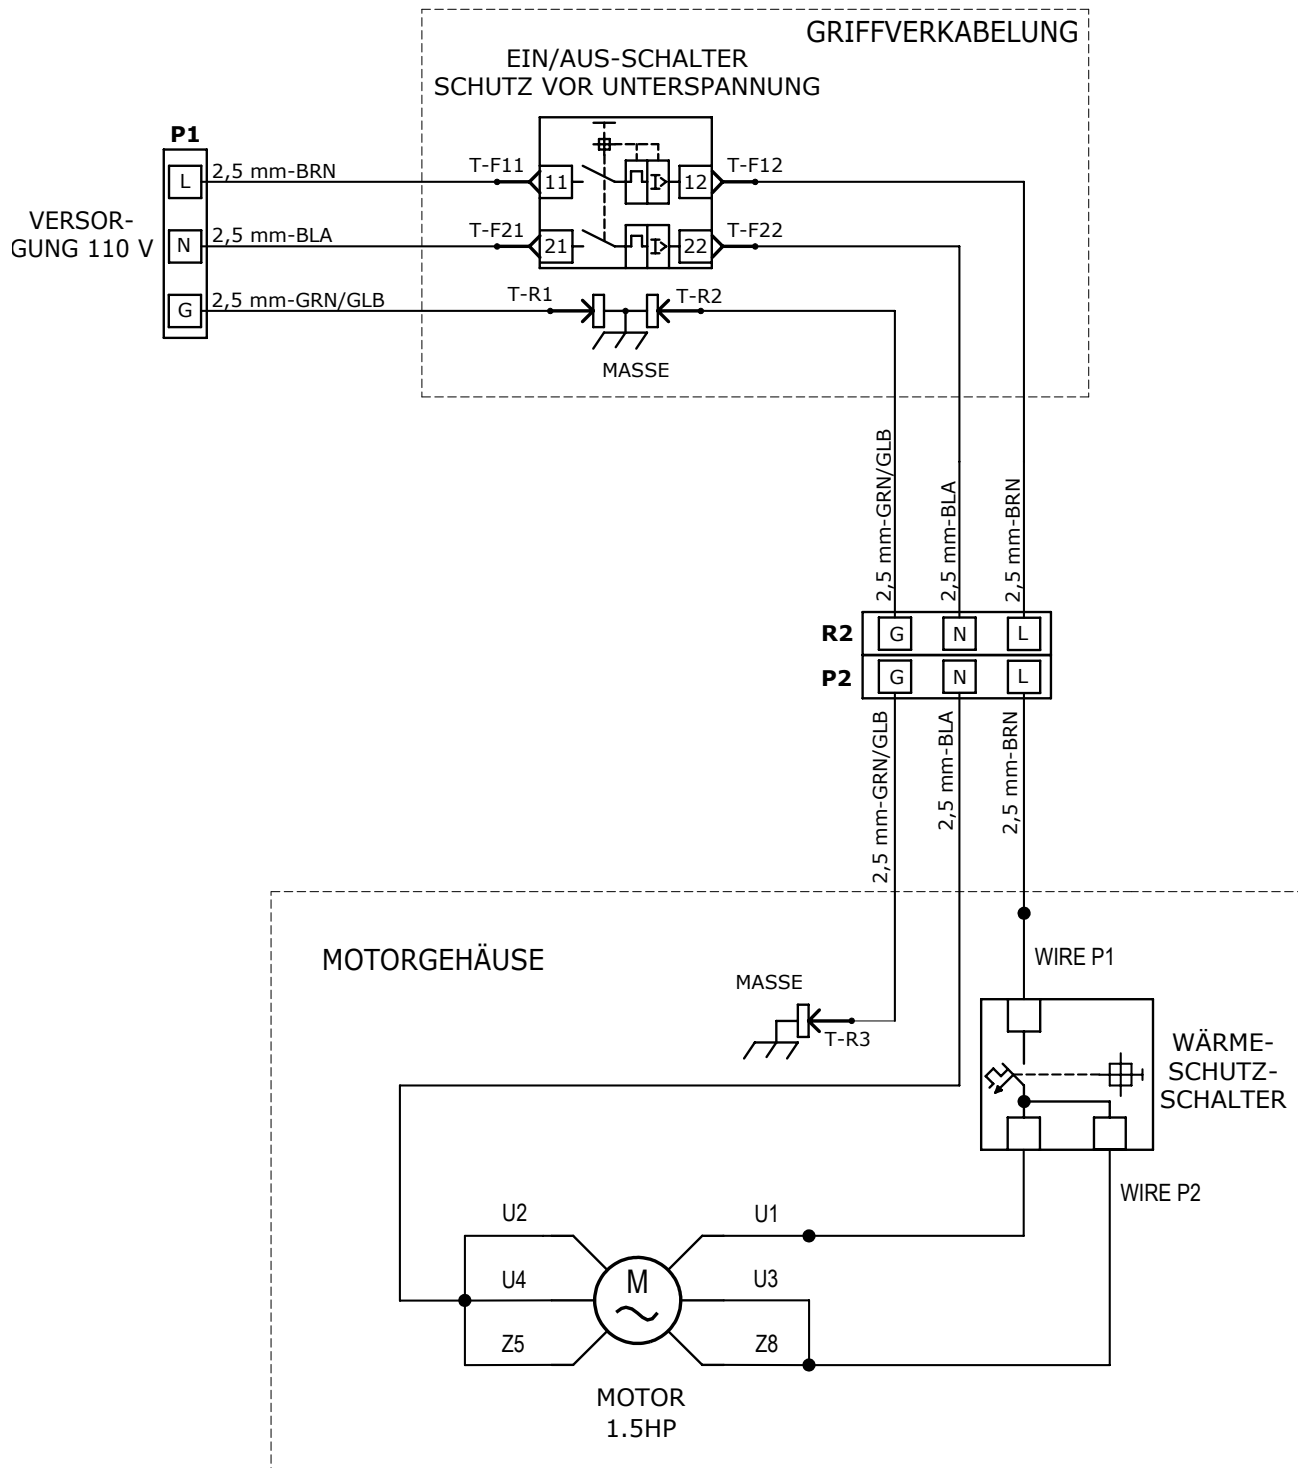 GRIFFVERKABELUNG
EIN/AUS-SCHALTER
SCHUTZ VOR UNTERSPANNUNG
P1
L
2,5 mm-BRN
T-F11
11
12
T-F12
VERSOR-
GUNG 110 V
N
2,5 mm-BLA
T-F21
21
22
T-F22
G
2,5 mm-GRN/GLB
T-R1
T-R2
MASSE
2,5 mm-GRN/GLB
2,5 mm-BLA
2,5 mm-BRN
R2
G
N
L
P2
G
N
L
2,5 mm-GRN/GLB
2,5 mm-BLA
2,5 mm-BRN
MOTORGEHÄUSE
WIRE P1
MASSE
T-R3
WÄRME-
SCHUTZ-
SCHALTER
WIRE P2
U2
U1
U4
M
U3
Z5
Z8
MOTOR
1.5HP